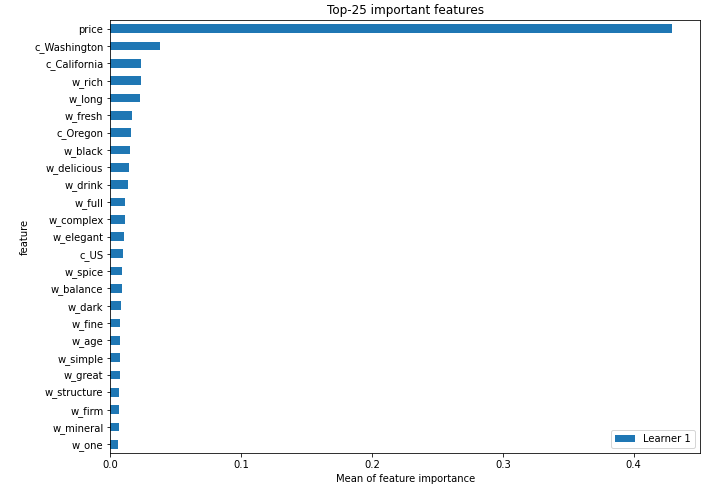 Top-25 important features
price
c_Washington
c_California
w_rich
w_long
w_fresh
c_Oregon
w_black
w_delicious
w_drink
w_full
w_complex
w_elegant
c_US
w_spice
w_balance
w_dark
w_fine
w_age
w_simple
w_great
w_structure
w_firm
w_mineral
w_one
feature
Learner 1
0.0 0.1 0.2 0.3 0.4
Mean of feature importance